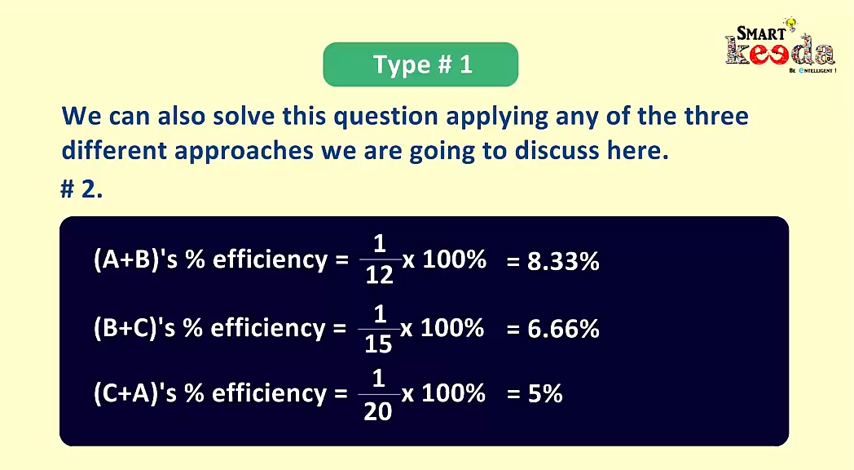 SMART
keeda
BE INTELLIGENT !
Type # 1
We can also solve this question applying any of the three
different approaches we are going to discuss here.
# 2.
(A+B)'s % efficiency = 1/12 x 100% = 8.33%
(B+C)'s % efficiency = 1/15 x 100% = 6.66%
(C+A)'s % efficiency = 1/20 x 100% = 5%